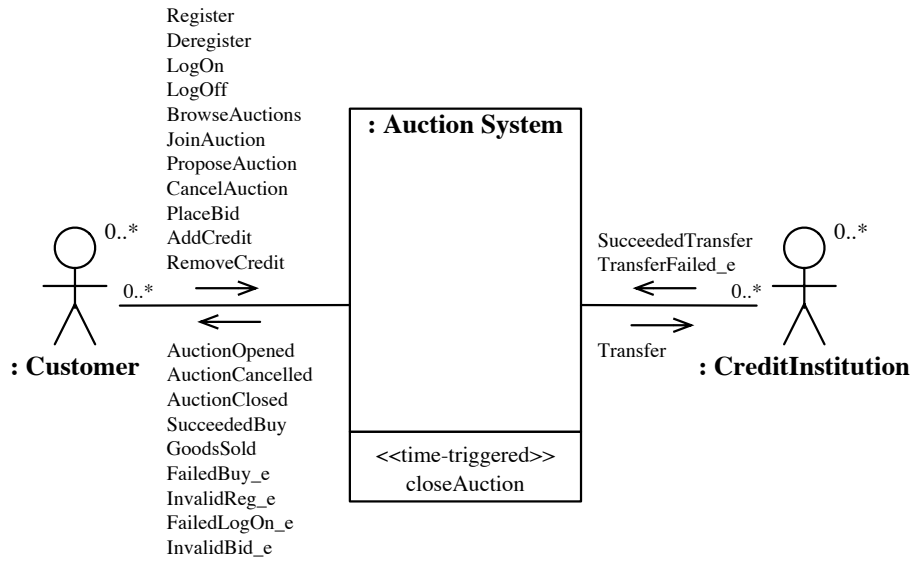 Register
Deregister
LogOn
LogOff
BrowseAuctions
JoinAuction
ProposeAuction
CancelAuction
PlaceBid
AddCredit
RemoveCredit
0..*
0..*
: Customer
AuctionOpened
AuctionCancelled
AuctionClosed
SucceededBuy
GoodsSold
FailedBuy_e
InvalidReg_e
FailedLogOn_e
InvalidBid_e
: Auction System
<<time-triggered>>
closeAuction
SucceededTransfer
TransferFailed_e
0..*
0..*
Transfer
: CreditInstitution